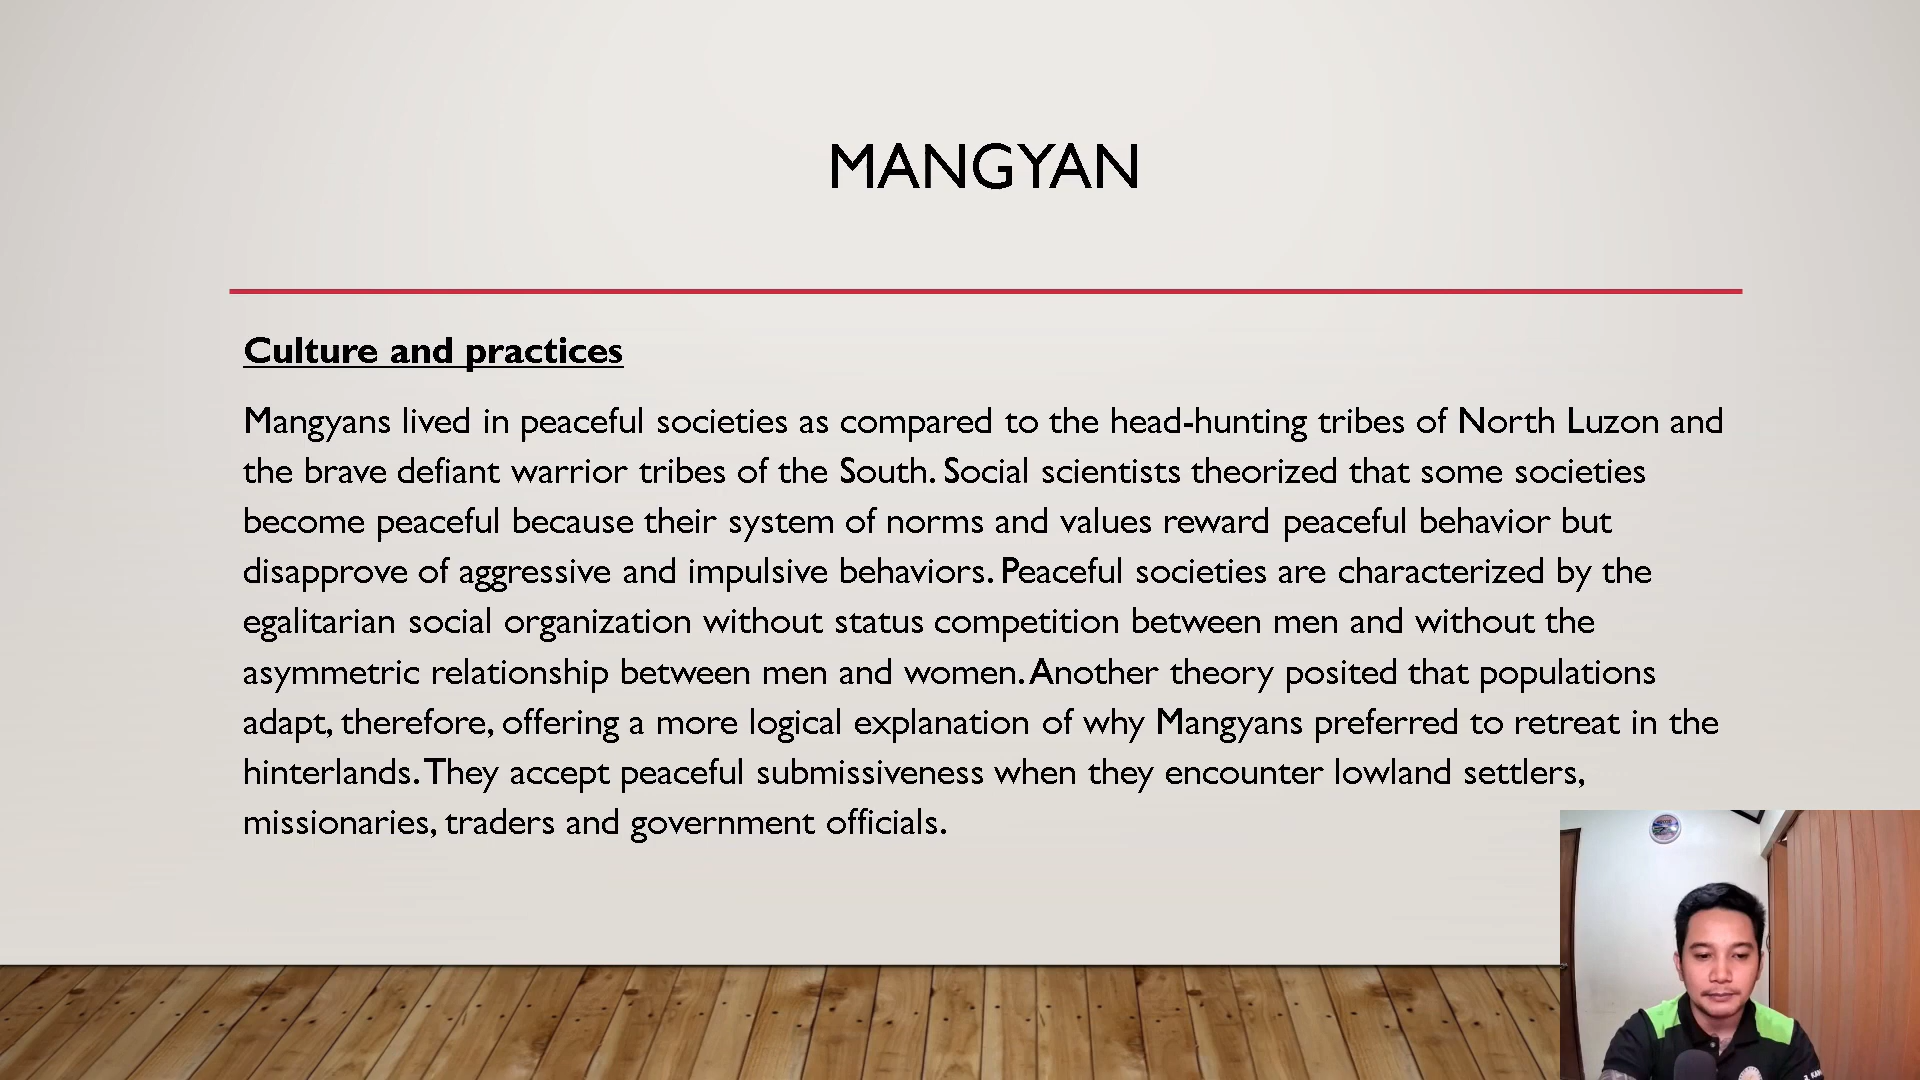 MANGYAN
Culture and practices
Mangyans lived in peaceful societies as compared to the head-hunting tribes of North Luzon and
the brave defiant warrior tribes of the South. Social scientists theorized that some societies
become peaceful because their system of norms and values reward peaceful behavior but
disapprove of aggressive and impulsive behaviors. Peaceful societies are characterized by the
egalitarian social organization without status competition between men and without the
asymmetric relationship between men and women. Another theory posited that populations
adapt, therefore, offering a more logical explanation of why Mangyans preferred to retreat in the
hinterlands. They accept peaceful submissiveness when they encounter lowland settlers,
missionaries, traders and government officials.